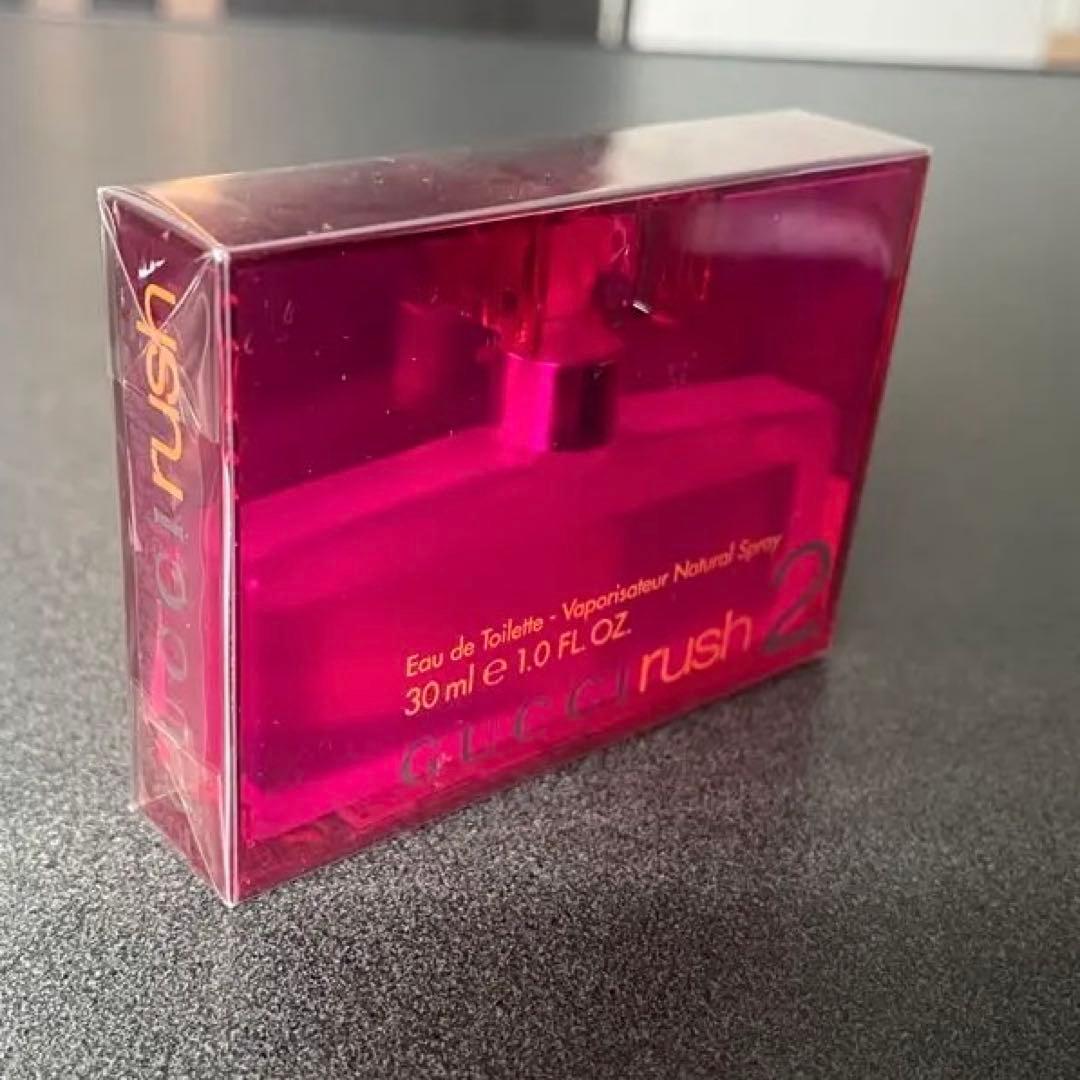 GUCCI rush
Eau de Toilette - Vaporisateur Natural Spray
30 ml e 1.0 FL. OZ.
GUCCI rush 2